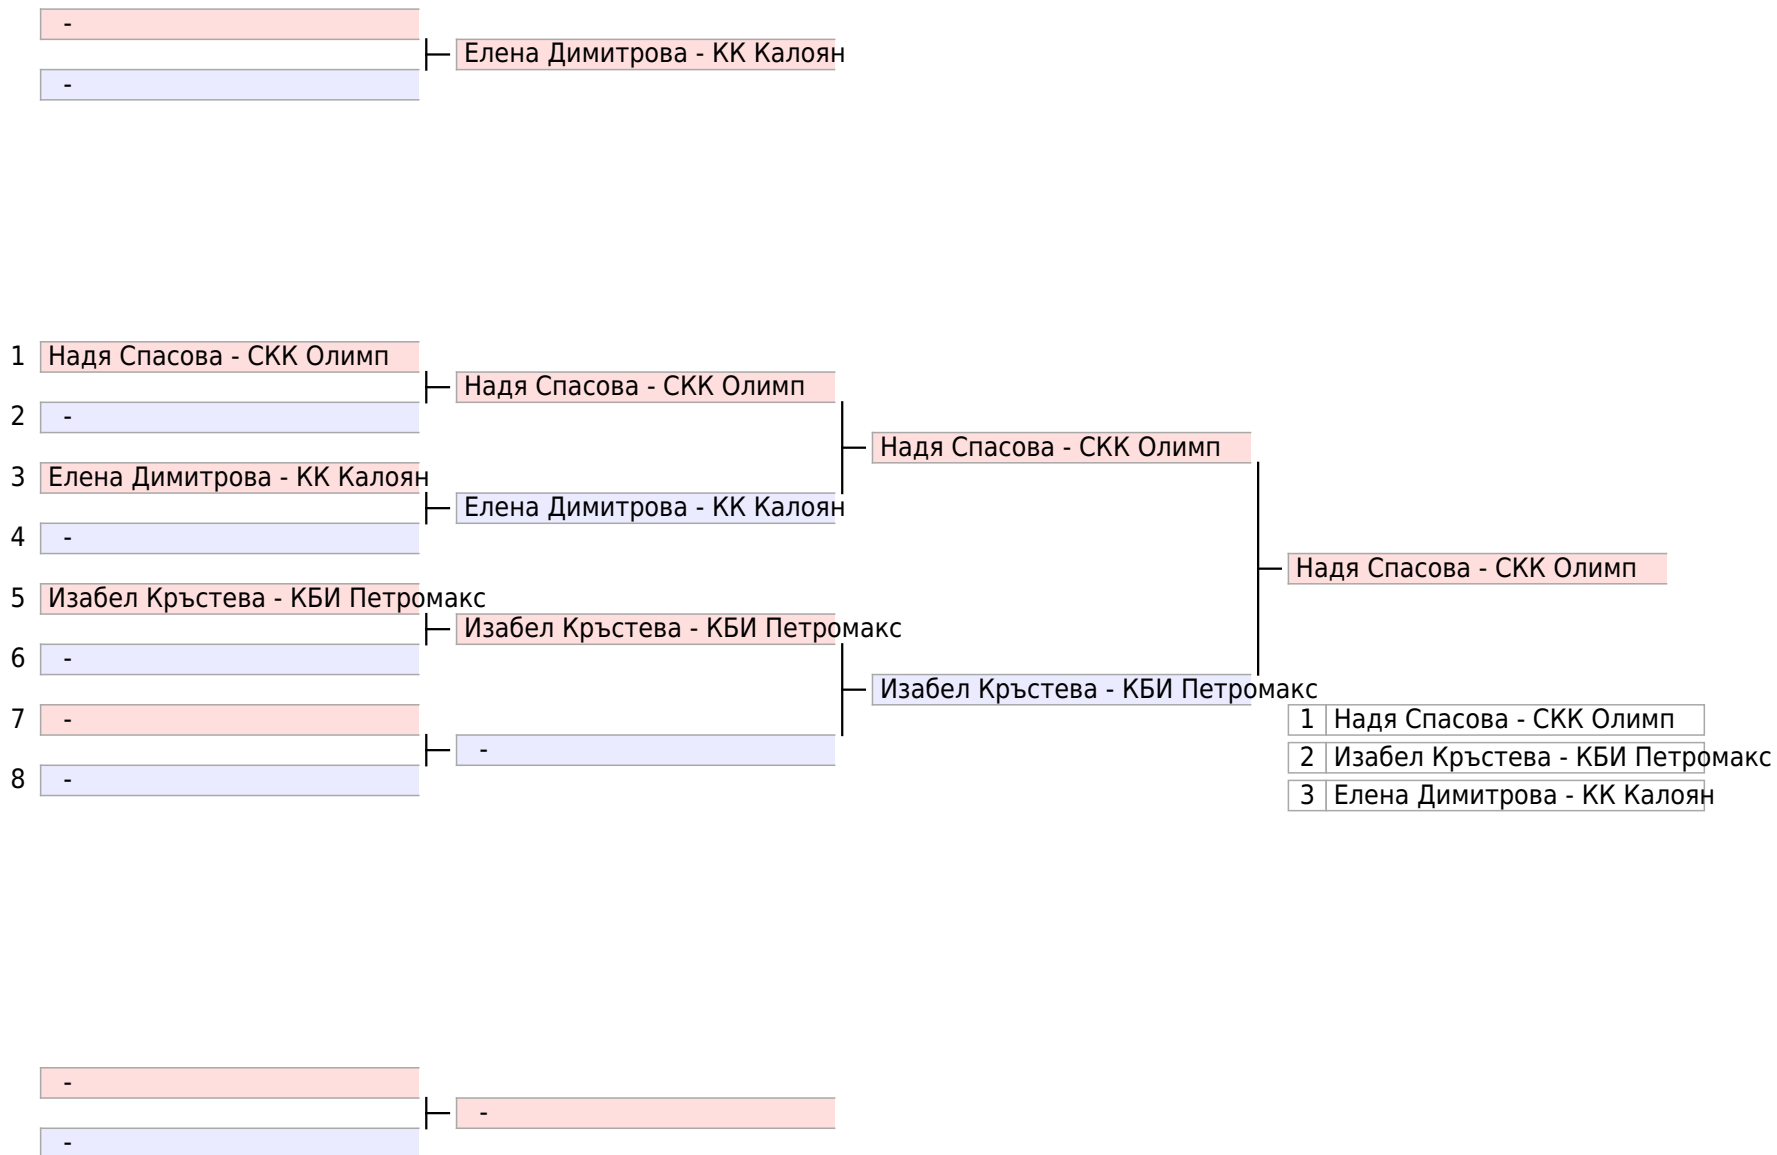 -
Елена Димитрова - КК Калоян
-
1 Надя Спасова - СКК Олимп
Надя Спасова - СКК Олимп
2 -
Надя Спасова - СКК Олимп
3 Елена Димитрова - КК Калоян
Елена Димитрова - КК Калоян
4 -
Надя Спасова - СКК Олимп
5 Изабел Кръстева - КБИ Петромакс
Изабел Кръстева - КБИ Петромакс
6 -
Изабел Кръстева - КБИ Петромакс
7 -
1 Надя Спасова - СКК Олимп
-
2 Изабел Кръстева - КБИ Петромакс
8 -
3 Елена Димитрова - КК Калоян
-
-
-